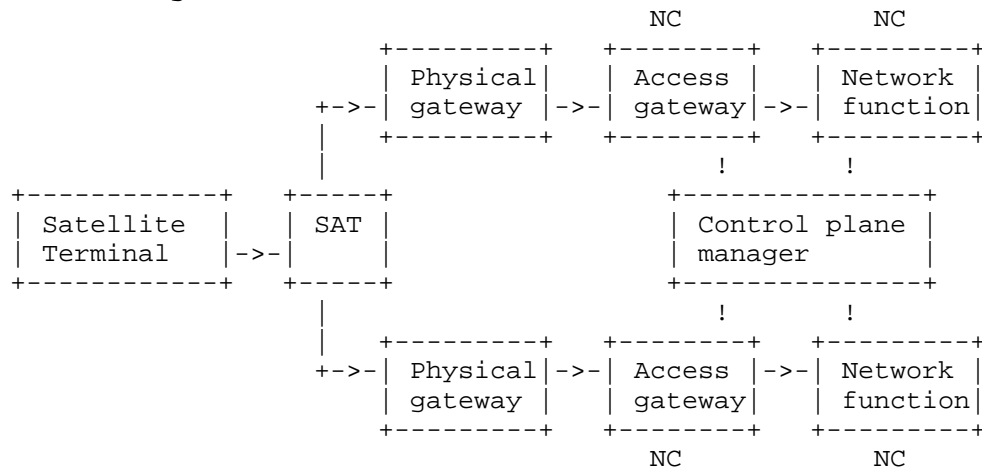 NC NC
Physical Access Network
gateway gateway function
Satellite SAT Control plane
Terminal manager
Physical Access Network
gateway gateway function
NC NC